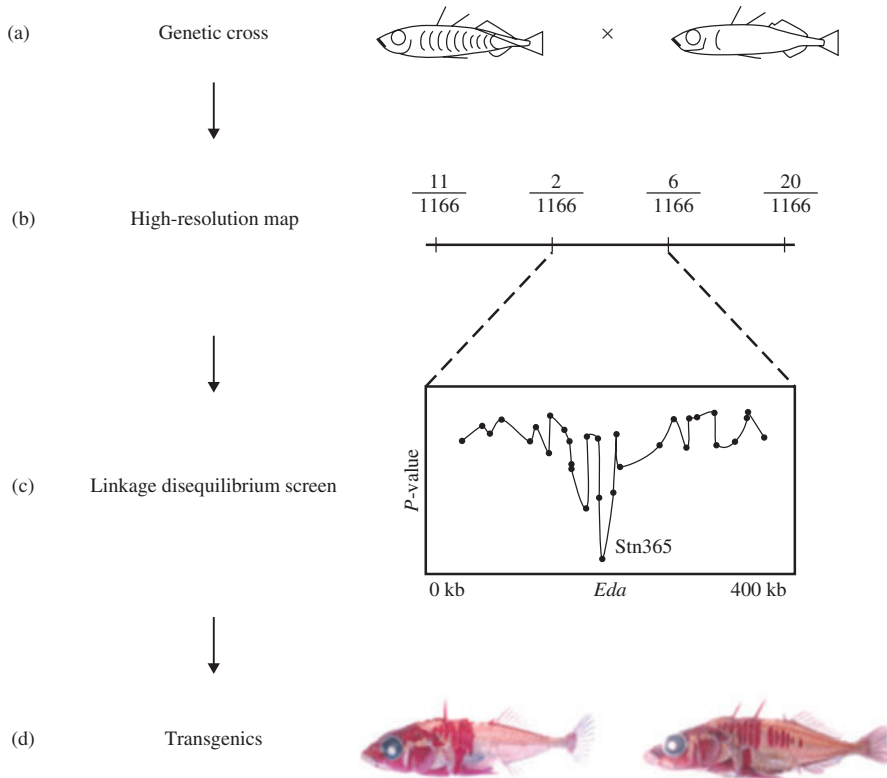 (a) Genetic cross ×
(b) High-resolution map
11/1166 2/1166 6/1166 20/1166
(c) Linkage disequilibrium screen
P-value
Stn365
0 kb Eda 400 kb
(d) Transgenics